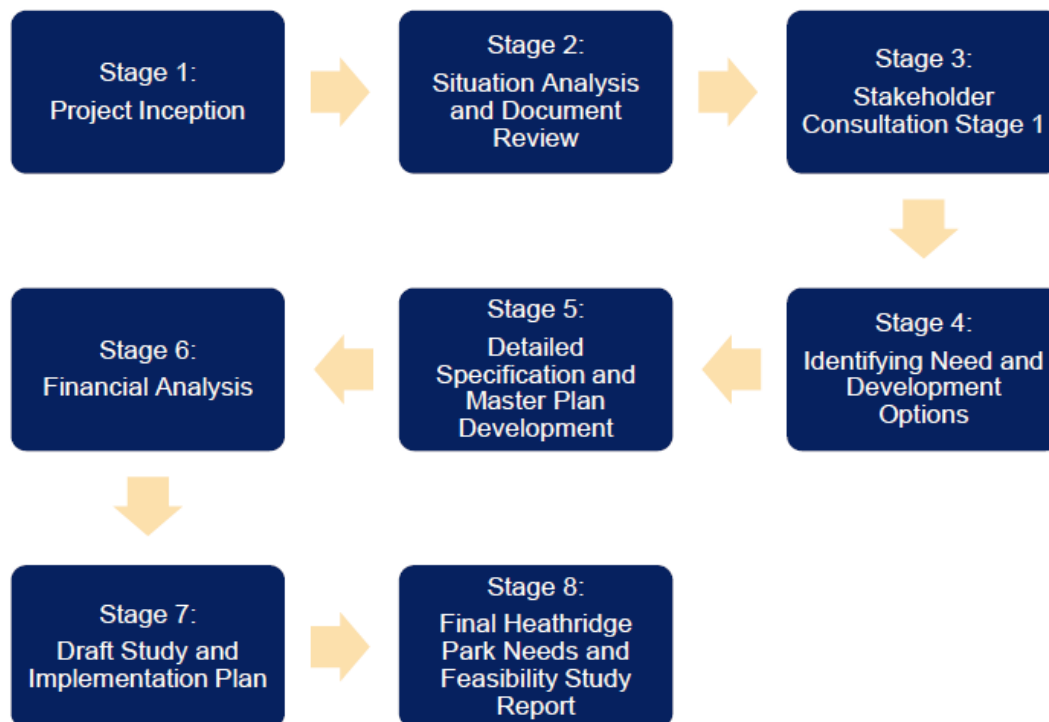 Stage 1:
Project Inception
Stage 2:
Situation Analysis
and Document
Review
Stage 3:
Stakeholder
Consultation Stage 1
Stage 4:
Identifying Need and
Development
Options
Stage 5:
Detailed
Specification and
Master Plan
Development
Stage 6:
Financial Analysis
Stage 7:
Draft Study and
Implementation Plan
Stage 8:
Final Heathridge
Park Needs and
Feasibility Study
Report